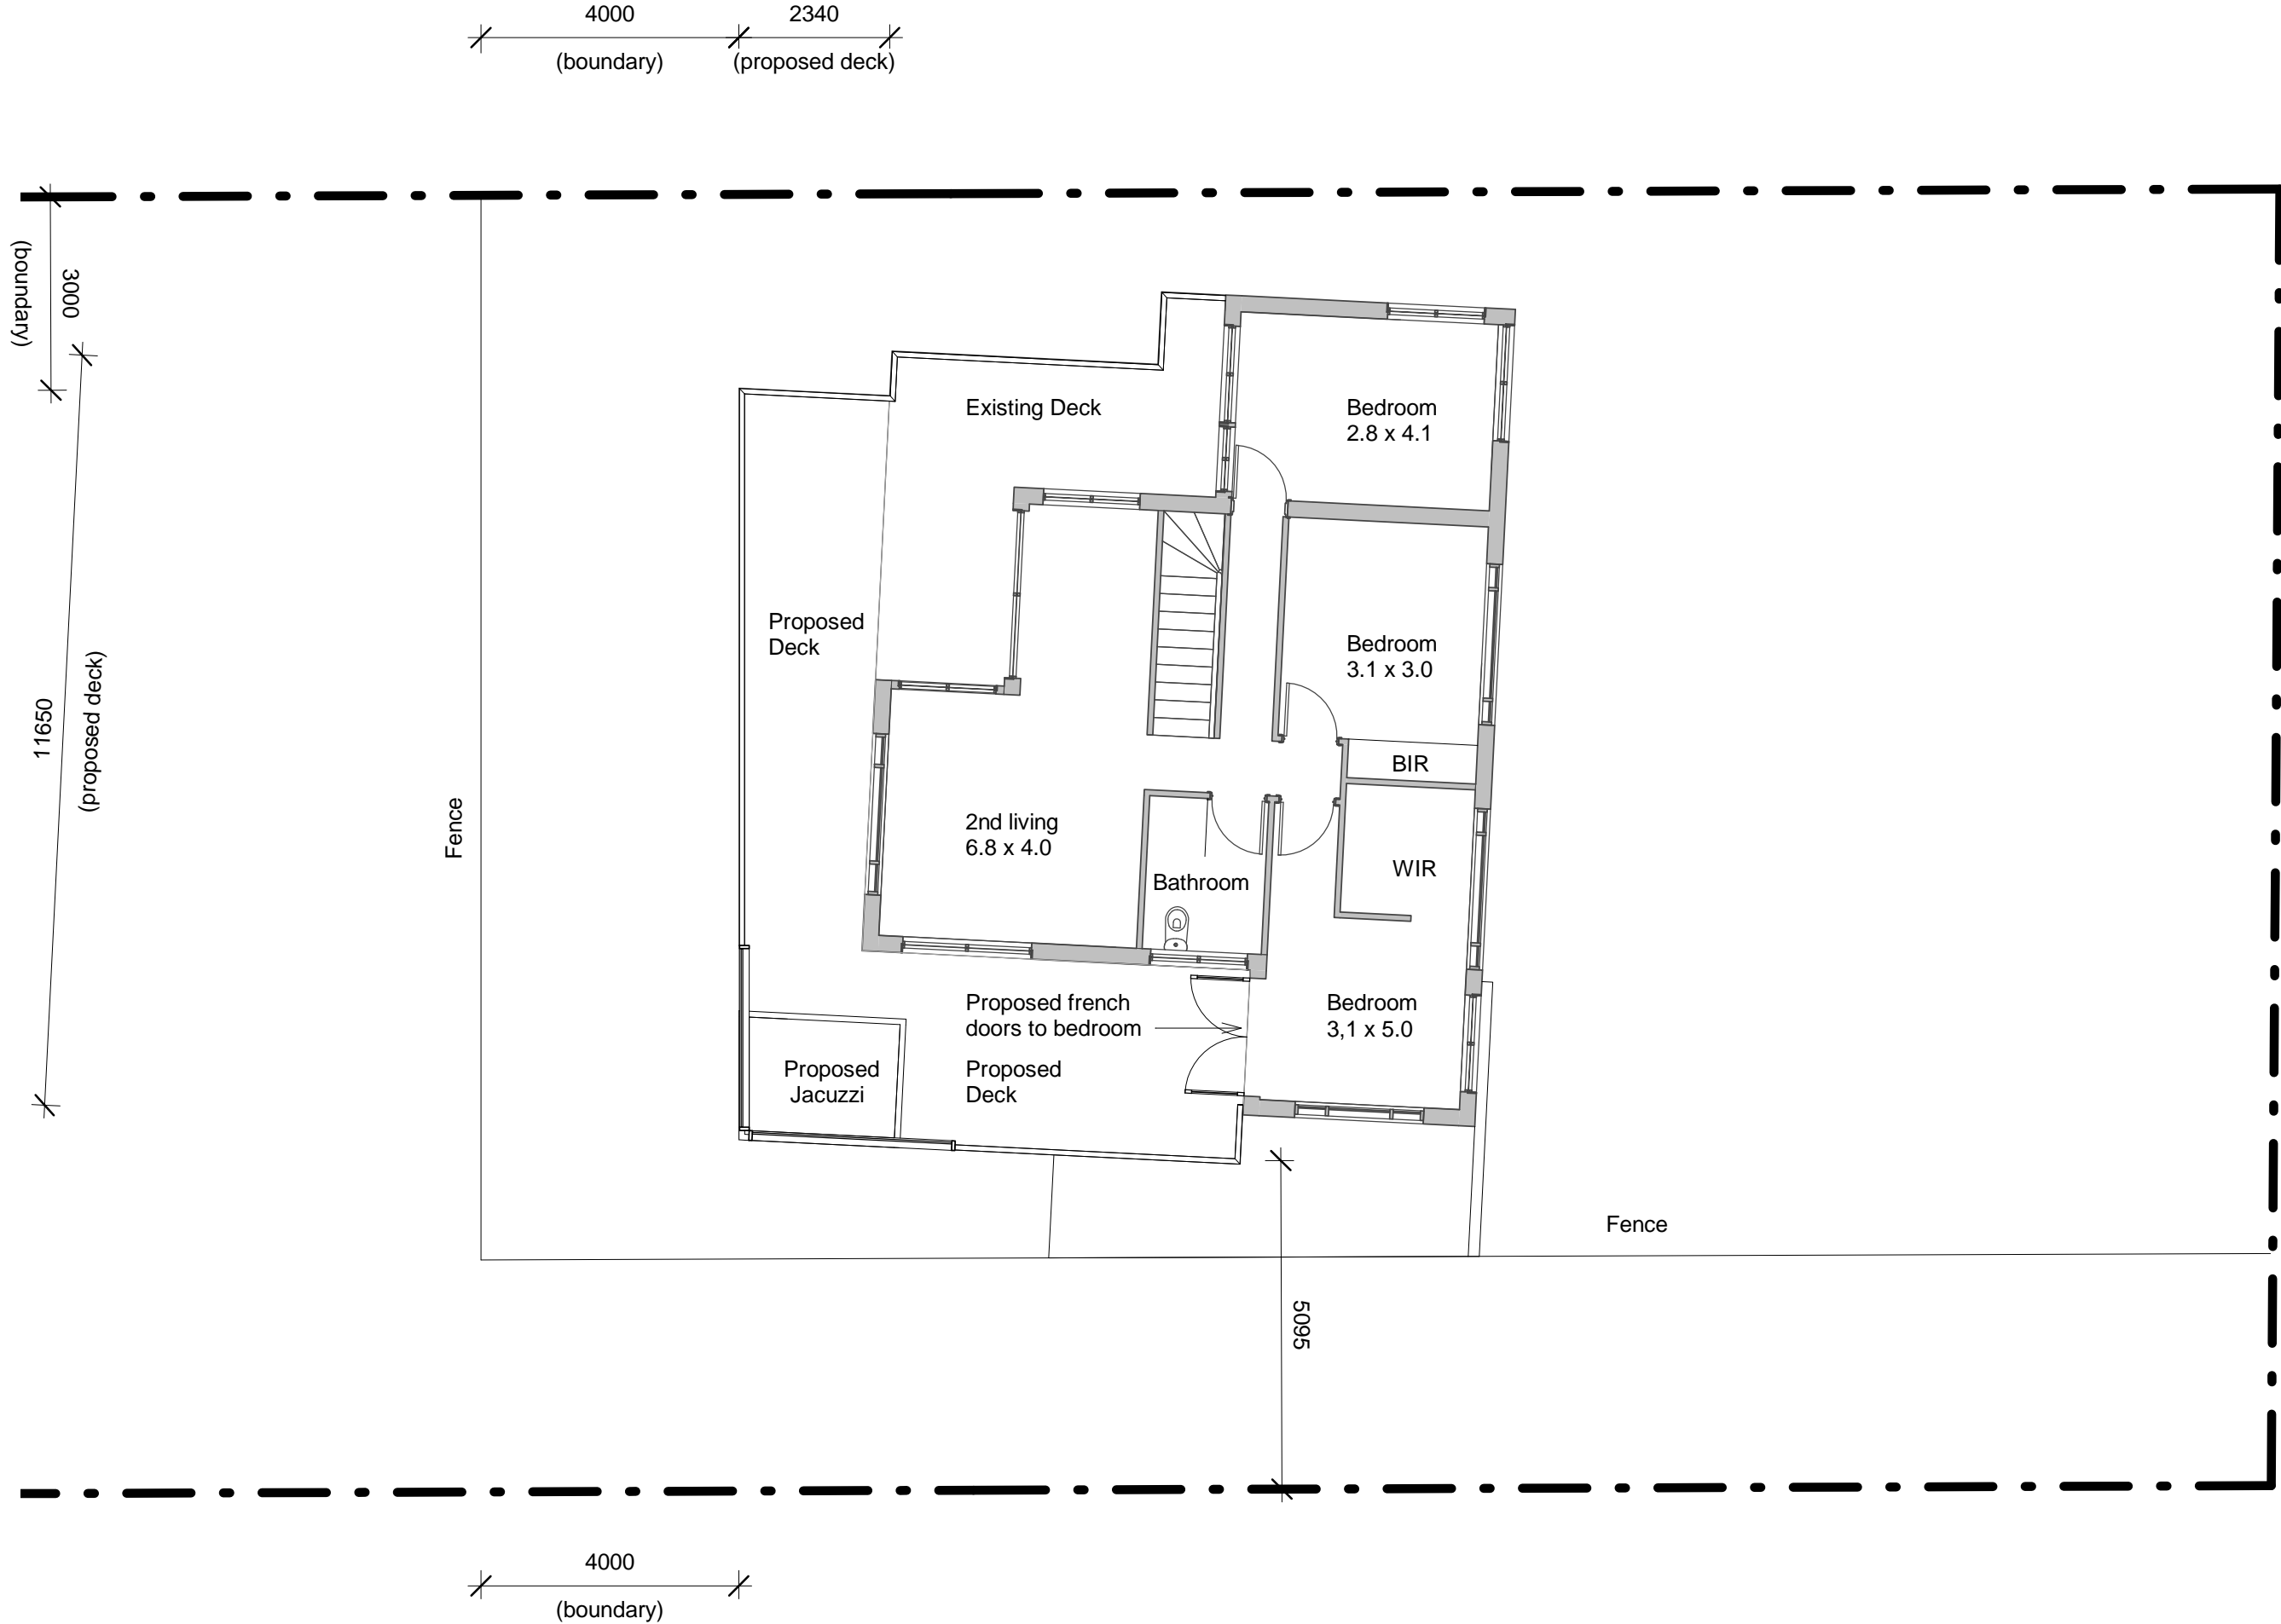 4000
2340
(boundary)
(proposed deck)
3000
(boundary)
Existing Deck
Bedroom
2.8 x 4.1
Proposed
Deck
Bedroom
3.1 x 3.0
11650
(proposed deck)
BIR
Fence
2nd living
6.8 x 4.0
WIR
Bathroom
Proposed french
doors to bedroom
Bedroom
3,1 x 5.0
Proposed
Jacuzzi
Proposed
Deck
Fence
5095
4000
(boundary)